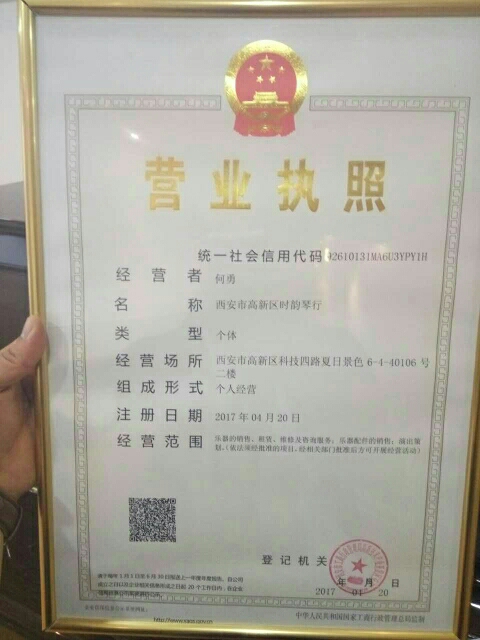 营业执照
统一社会信用代码 92610131MA6U3YPY1H
经营者 何勇
名称 西安市高新区时韵琴行
类型 个体
经营场所 西安市高新区科技四路夏日景色 6-4-40106 号
二楼
组成形式 个人经营
注册日期 2017 年 04 月 20 日
经营范围 乐器的销售、租赁、维修及咨询服务；乐器配件的销售；演出策
划。(依法须经批准的项目，经相关部门批准后方可开展经营活动)
登记机关
年 月 日
2017 01 20
中华人民共和国国家工商行政管理总局监制